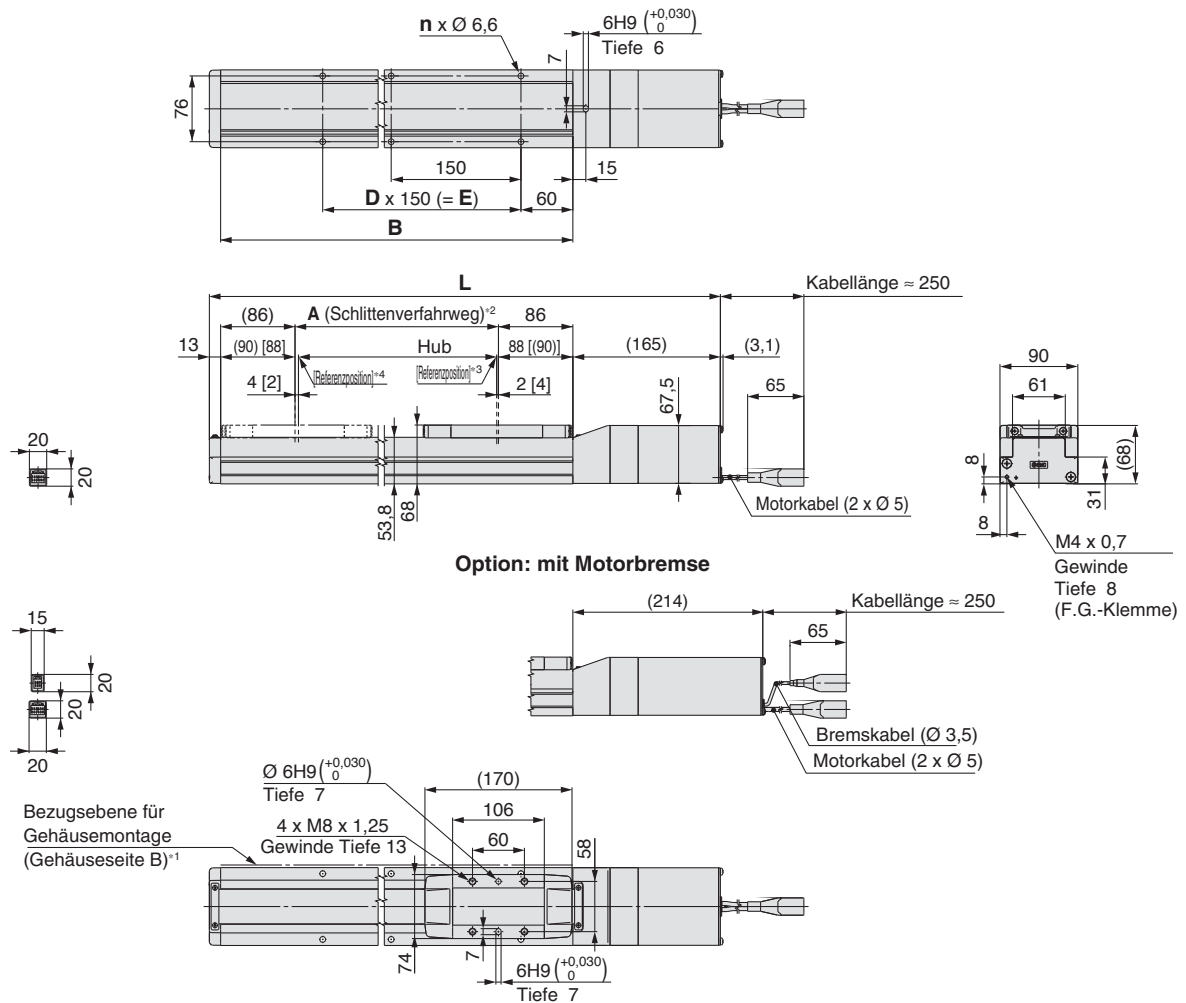 n x Ø 6,6
6H9 (+0,030 0)
Tiefe 6
7
76
150
15
D x 150 (= E)
60
B
L
Kabellänge ≈ 250
(86)
A (Schlittenverfahrweg)*2
86
13
(90) [88]
Hub
88 [(90)]
(165)
(3,1)
[Referenzposition]*4
[Referenzposition]*3
4 [2]
2 [4]
67,5
65
90
61
20
20
53,8
68
8
(68)
31
8
Motorkabel (2 x Ø 5)
M4 x 0,7
Gewinde
Tiefe 8
(F.G.-Klemme)
Option: mit Motorbremse
(214)
Kabellänge ≈ 250
65
15
20
20
20
Bremskabel (Ø 3,5)
Motorkabel (2 x Ø 5)
Ø 6H9 (+0,030 0)
Tiefe 7
(170)
106
4 x M8 x 1,25
Gewinde Tiefe 13
60
58
Bezugsebene für
Gehäusemontage
(Gehäuseseite B)*1
74
7
6H9 (+0,030 0)
Tiefe 7